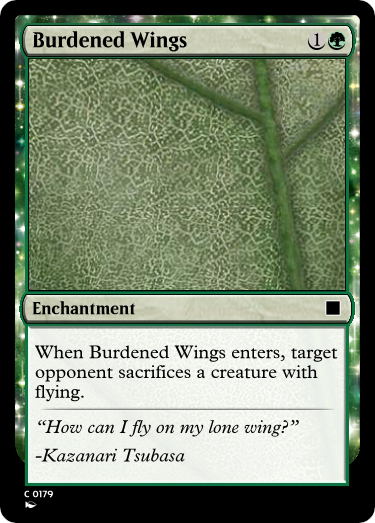 Burdened Wings 1
Enchantment
When Burdened Wings enters, target
opponent sacrifices a creature with
flying.
“How can I fly on my lone wing?”
-Kazanari Tsubasa
C 0179